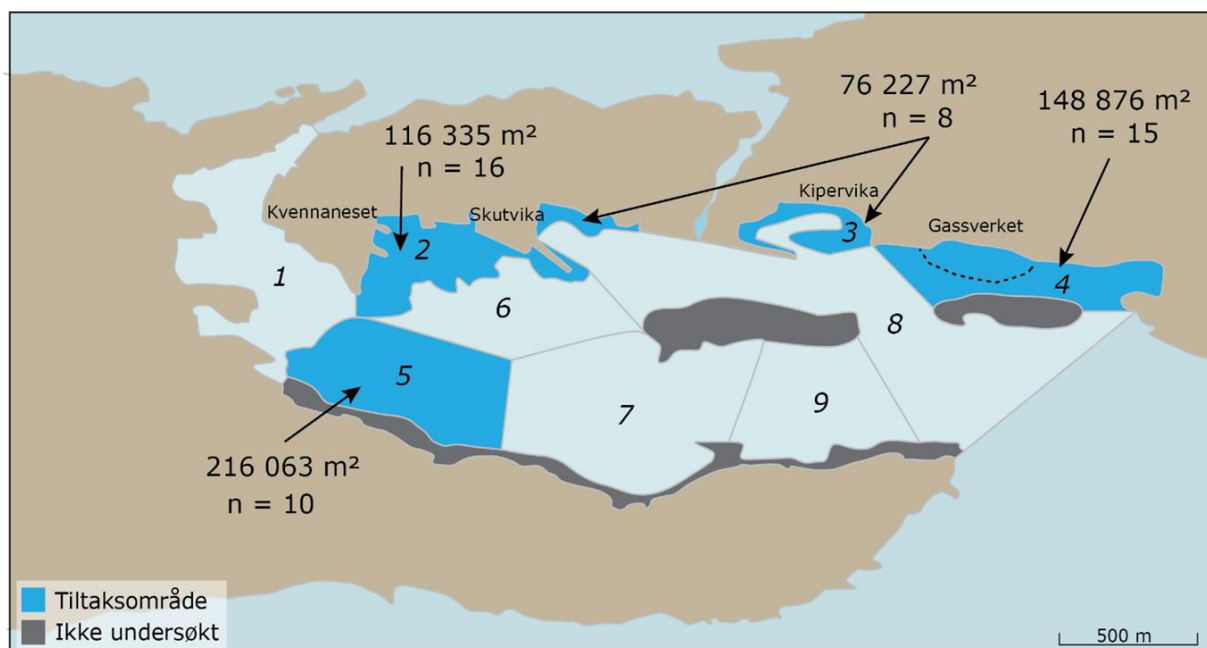 76 227 m²
n = 8
148 876 m²
n = 15
116 335 m²
n = 16
Kvennaneset
Skutvika
Kipervika
Gassverket
1
2
3
4
5
6
7
8
9
216 063 m²
n = 10
Tiltaksområde
Ikke undersøkt
500 m